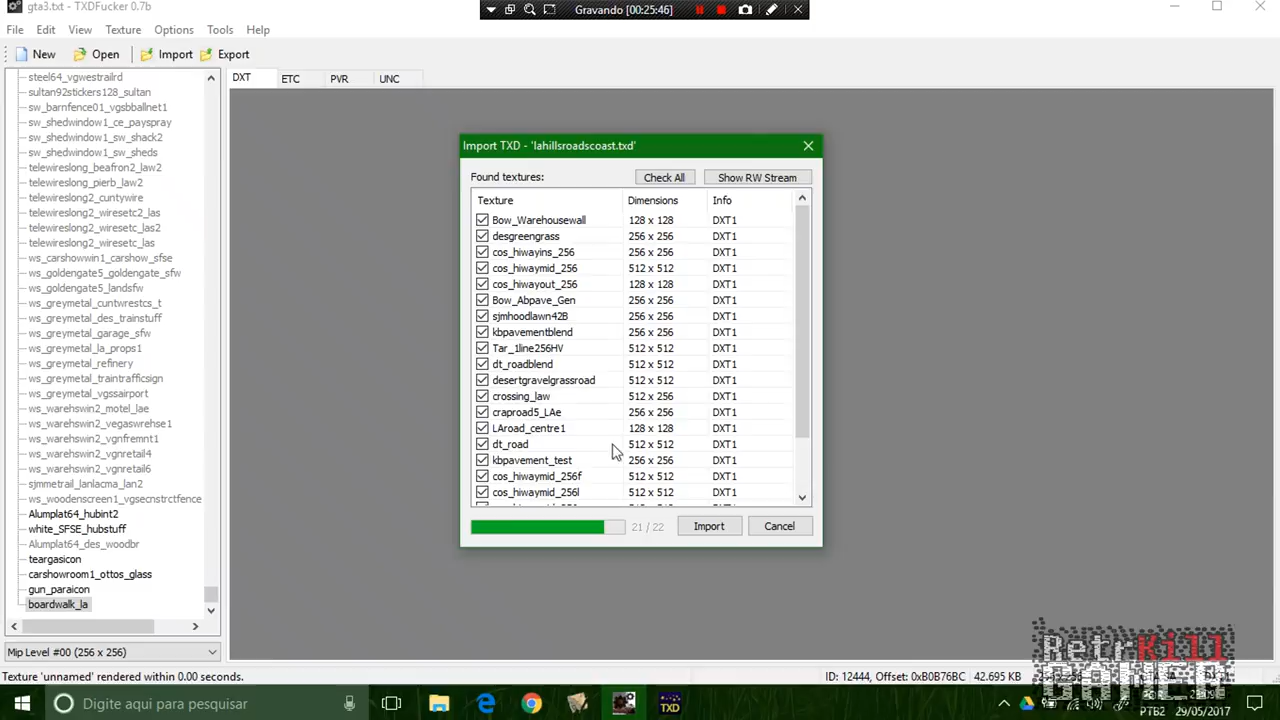 gta3.txt - TXDFucker 0.7b
Gravando [00:25:46]
File Edit View Texture Options Tools Help
New Open Import Export
DXT ETC PVR UNC
steel64_vgwestrailrd
sultan92stickers128_sultan
sw_barnfence01_vgsbballnet1
sw_shedwindow1_ce_payspray
sw_shedwindow1_sw_shack2
sw_shedwindow1_sw_sheds
telewireslong_beafron2_law2
telewireslong2_pierb_law2
telewireslong2_cuntywire
telewireslong2_wiresetc2_las
telewireslong2_wiresetc_las2
telewireslong2_wiresetc_las
ws_carshowwin1_carshow_sfse
ws_goldengate5_goldengate_sfw
ws_goldengate5_landsfw
ws_greymetal_cuntwrestcs_t
ws_greymetal_des_trainstuff
ws_greymetal_garage_sfw
ws_greymetal_la_props1
ws_greymetal_refinery
ws_greymetal_traintrafficsign
ws_greymetal_vgssairport
ws_warehswin2_motel_lae
ws_warehswin2_vegaswrehse1
ws_warehswin2_vgnfremnt1
ws_warehswin2_vgnretail4
ws_warehswin2_vgnretail6
sjmmetrail_lanlacma_lan2
ws_woodenscreen1_vgsecnstrctfence
Alumplat64_hubint2
white_SFSE_hubstuff
Alumplat64_des_woodbr
teargasicon
carshowroom1_ottos_glass
gun_paraicon
boardwalk_la
Mip Level #00 (256 x 256)
Import TXD - 'lahillsroadscoast.txd'
Found textures: Check All Show RW Stream
Texture Dimensions Info
Bow_Warehousewall 128 x 128 DXT1
desgreengrass 256 x 256 DXT1
cos_hiwayins_256 256 x 256 DXT1
cos_hiwaymid_256 512 x 512 DXT1
cos_hiwayout_256 128 x 128 DXT1
Bow_Abpave_Gen 256 x 256 DXT1
sjmhoodlawn42B 256 x 256 DXT1
kbpavementblend 256 x 256 DXT1
Tar_1line256HV 512 x 512 DXT1
dt_roadblend 512 x 512 DXT1
desertgravelgrassroad 512 x 512 DXT1
crossing_law 512 x 256 DXT1
craproad5_LAe 256 x 256 DXT1
LAroad_centre1 128 x 128 DXT1
dt_road 512 x 512 DXT1
kbpavement_test 256 x 256 DXT1
cos_hiwaymid_256f 512 x 512 DXT1
cos_hiwaymid_256l 512 x 512 DXT1
21 / 22 Import Cancel
Texture 'unnamed' rendered within 0.00 seconds.
ID: 12444, Offset: 0xB0B76BC
42.695 KB
RetrKill
GAMER
Digite aqui para pesquisar
TXD
PTB2
29/05/2017